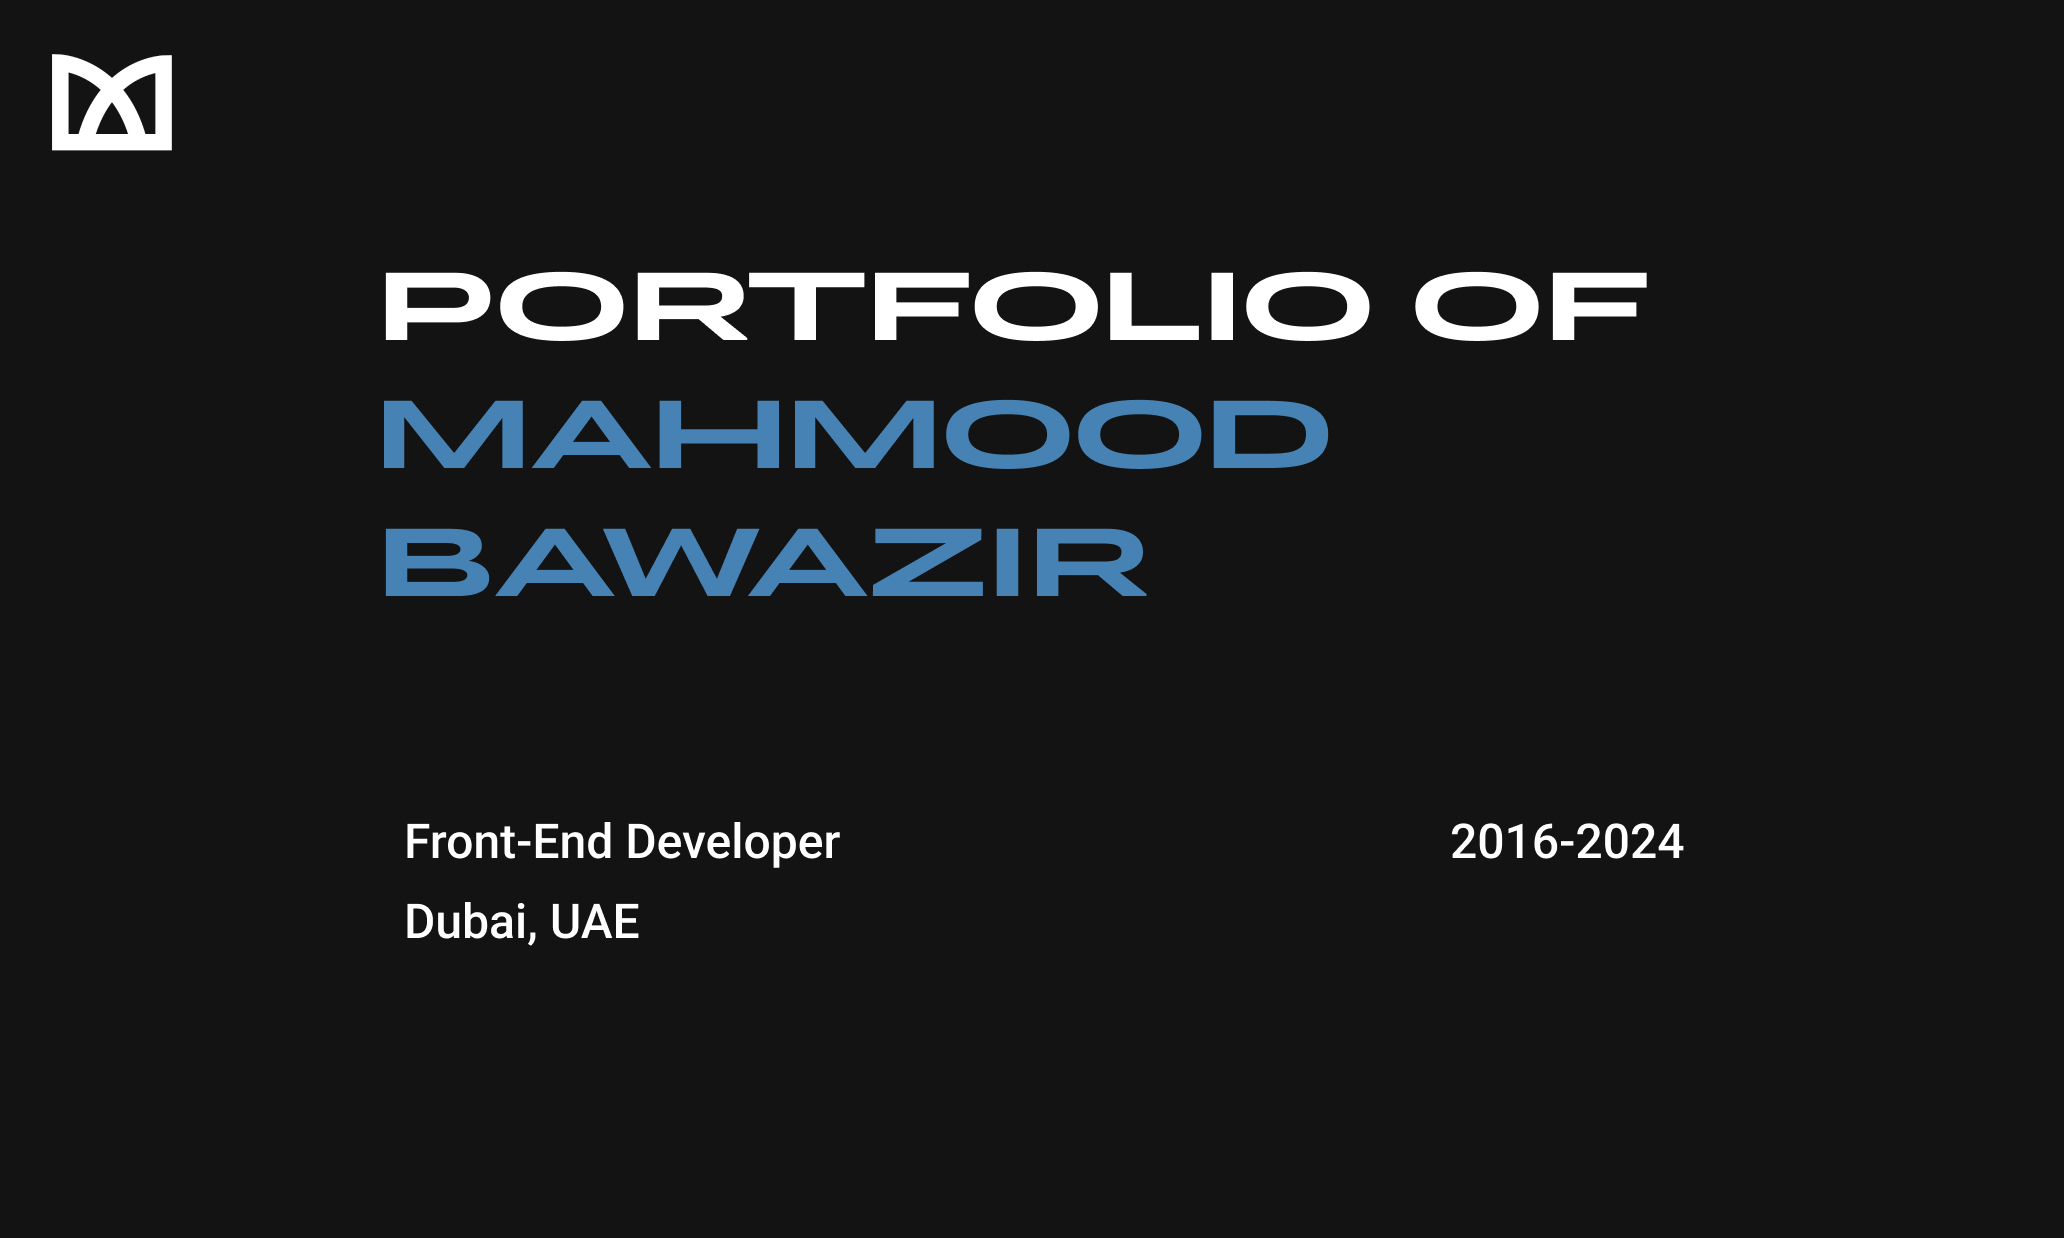 PORTFOLIO OF
MAHMOOD
BAWAZIR
Front-End Developer
2016-2024
Dubai, UAE